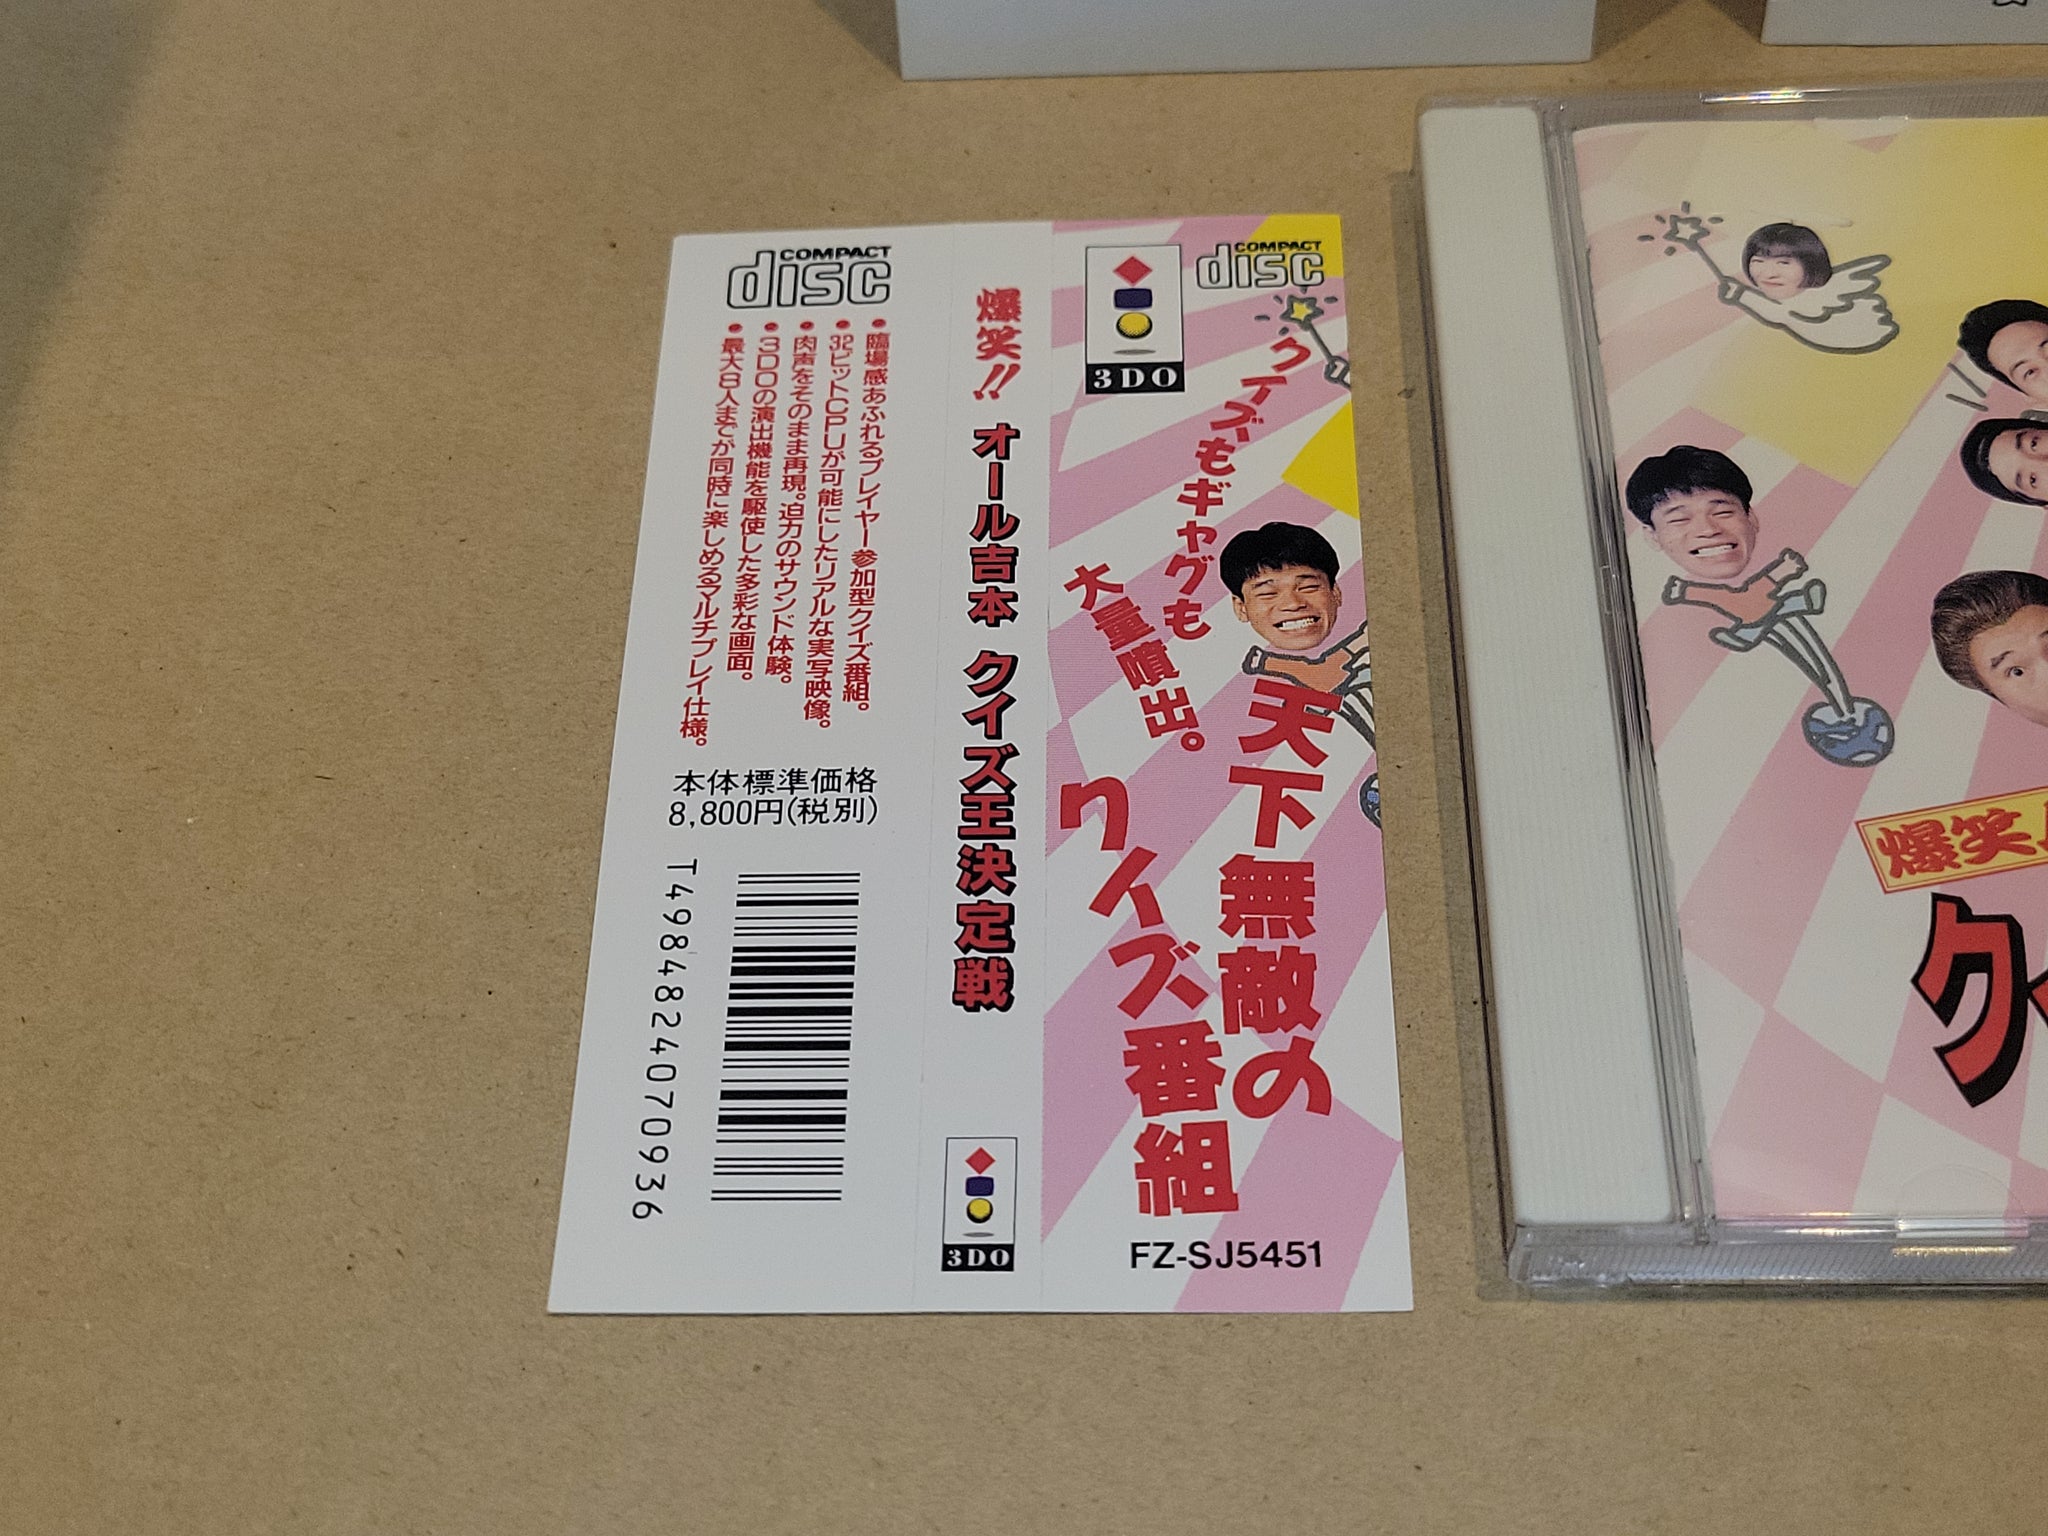 COMPACT
disc
●臨場感あふれるプレイヤー参加型クイズ番組。
●32ビットCPUが可能にしたリアルな実写映像。
●肉声をそのまま再現。迫力のサウンド体験。
●3DOの演出機能を駆使した多彩な画面。
●最大8人までが同時に楽しめるマルチプレイ仕様。
本体標準価格
8,800円(税別)
T4984824070936
爆笑!! オール吉本 クイズ王決定戦
3DO
3DO
COMPACT
disc
クイズもギャグも
大量噴出。
天下無敵の
クイズ番組
FZ-SJ5451
爆笑
ク